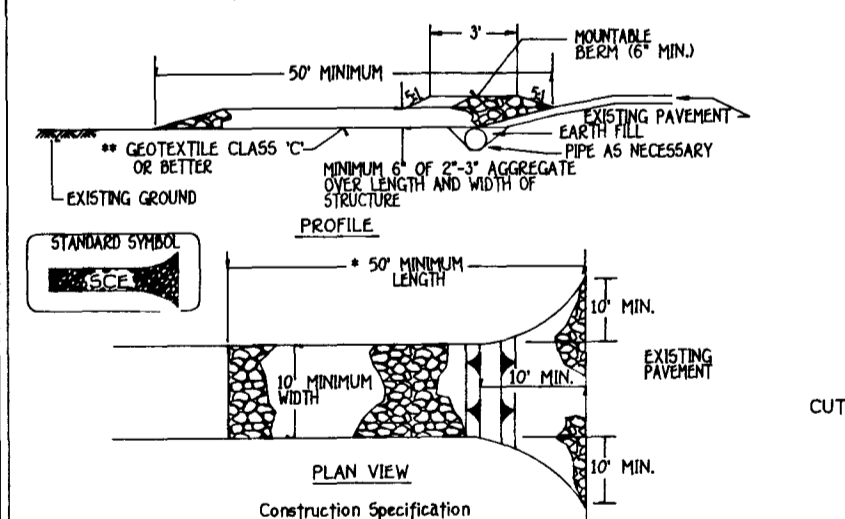 3'
MOUNTABLE
BERM (6" MIN.)
50' MINIMUM
5:1
5:1
EXISTING PAVEMENT
EARTH FILL
PIPE AS NECESSARY
** GEOTEXTILE CLASS 'C'
OR BETTER
MINIMUM 6" OF 2"-3" AGGREGATE
OVER LENGTH AND WIDTH OF
STRUCTURE
EXISTING GROUND
PROFILE
STANDARD SYMBOL
SCE
* 50' MINIMUM
LENGTH
10' MIN.
EXISTING
PAVEMENT
10' MINIMUM
WIDTH
10' MIN.
CUT
10' MIN.
PLAN VIEW
Construction Specification